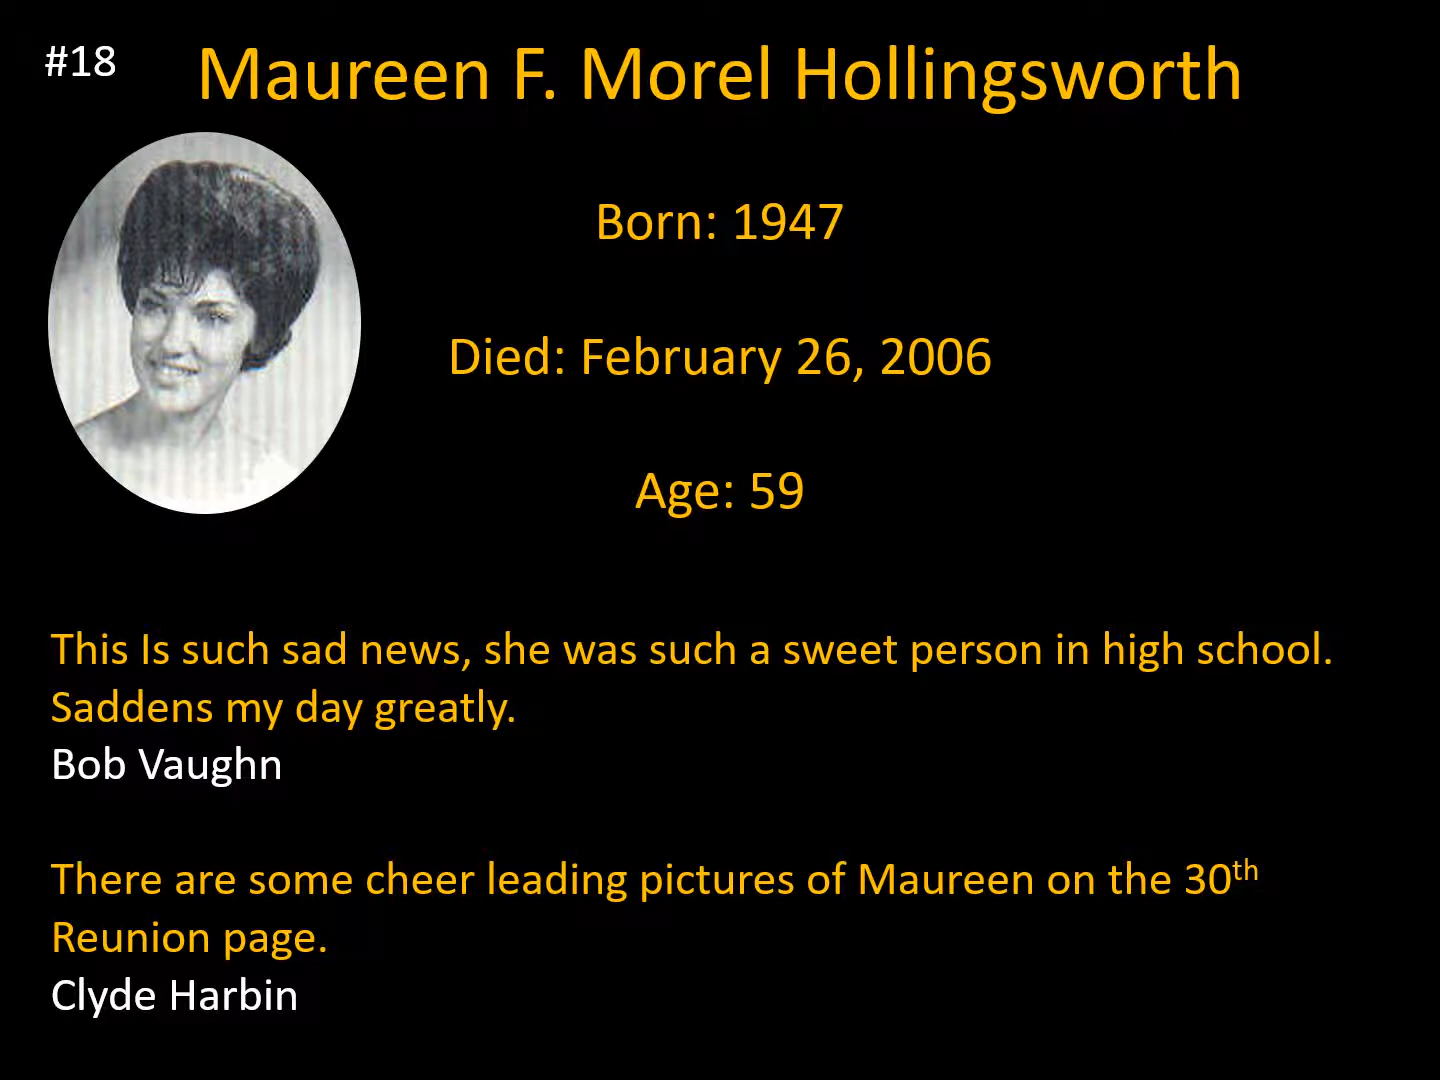 #18
Maureen F. Morel Hollingsworth
Born: 1947
Died: February 26, 2006
Age: 59
This Is such sad news, she was such a sweet person in high school.
Saddens my day greatly.
Bob Vaughn
There are some cheer leading pictures of Maureen on the 30th
Reunion page.
Clyde Harbin